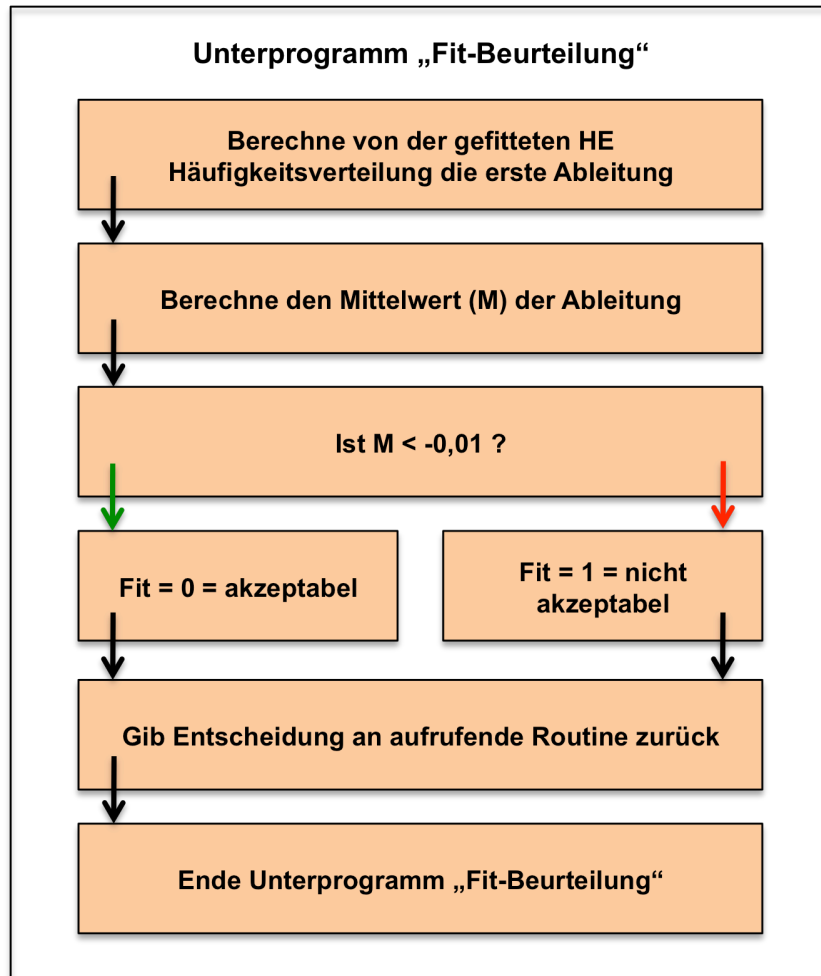 Unterprogramm „Fit-Beurteilung“
Berechne von der gefitteten HE
Häufigkeitsverteilung die erste Ableitung
Berechne den Mittelwert (M) der Ableitung
Ist M < -0,01 ?
Fit = 0 = akzeptabel
Fit = 1 = nicht
akzeptabel
Gib Entscheidung an aufrufende Routine zurück
Ende Unterprogramm „Fit-Beurteilung“